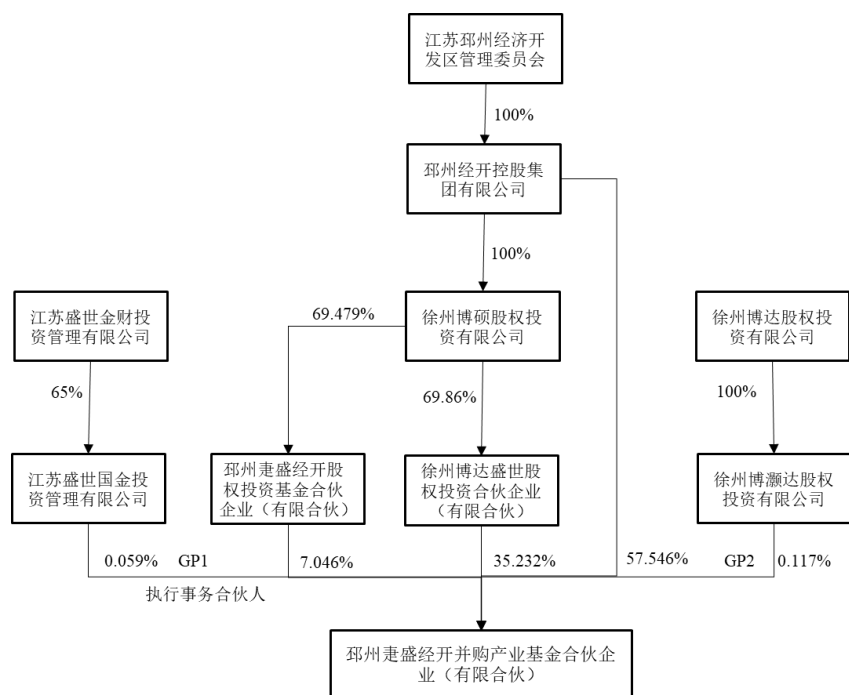 江苏邳州经济开
发区管理委员会
100%
邳州经开控股集
团有限公司
100%
江苏盛世金财投
资管理有限公司
69.479%
徐州博硕股权投
资有限公司
徐州博达股权投
资有限公司
65%
69.86%
100%
江苏盛世国金投
资管理有限公司
邳州疌盛经开股
权投资基金合伙
企业（有限合伙）
徐州博达盛世股
权投资合伙企业
（有限合伙）
徐州博灏达股权
投资有限公司
0.059%
GP1
7.046%
35.232%
57.546%
GP2
0.117%
执行事务合伙人
邳州疌盛经开并购产业基金合伙企
业（有限合伙）